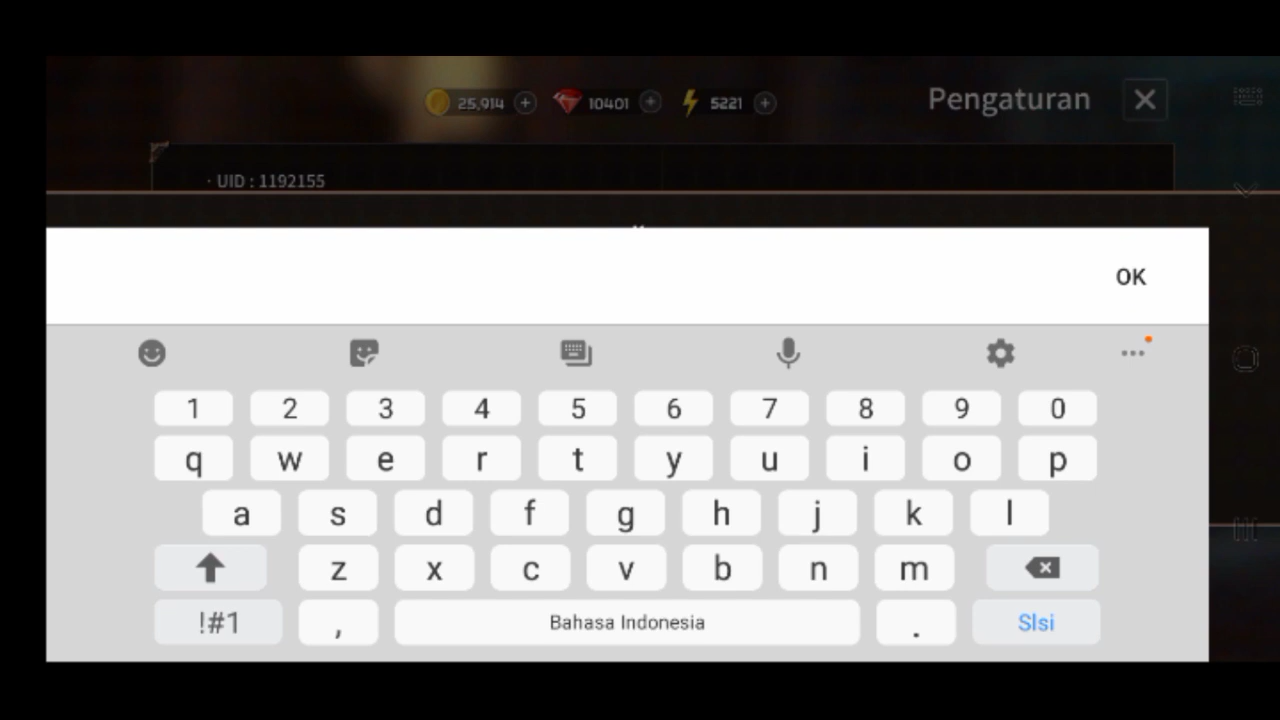 25,914 10401 5221 Pengaturan
· UID : 1192155
OK
1 2 3 4 5 6 7 8 9 0
q w e r t y u i o p
a s d f g h j k l
z x c v b n m
!#1 , Bahasa Indonesia . Slsi